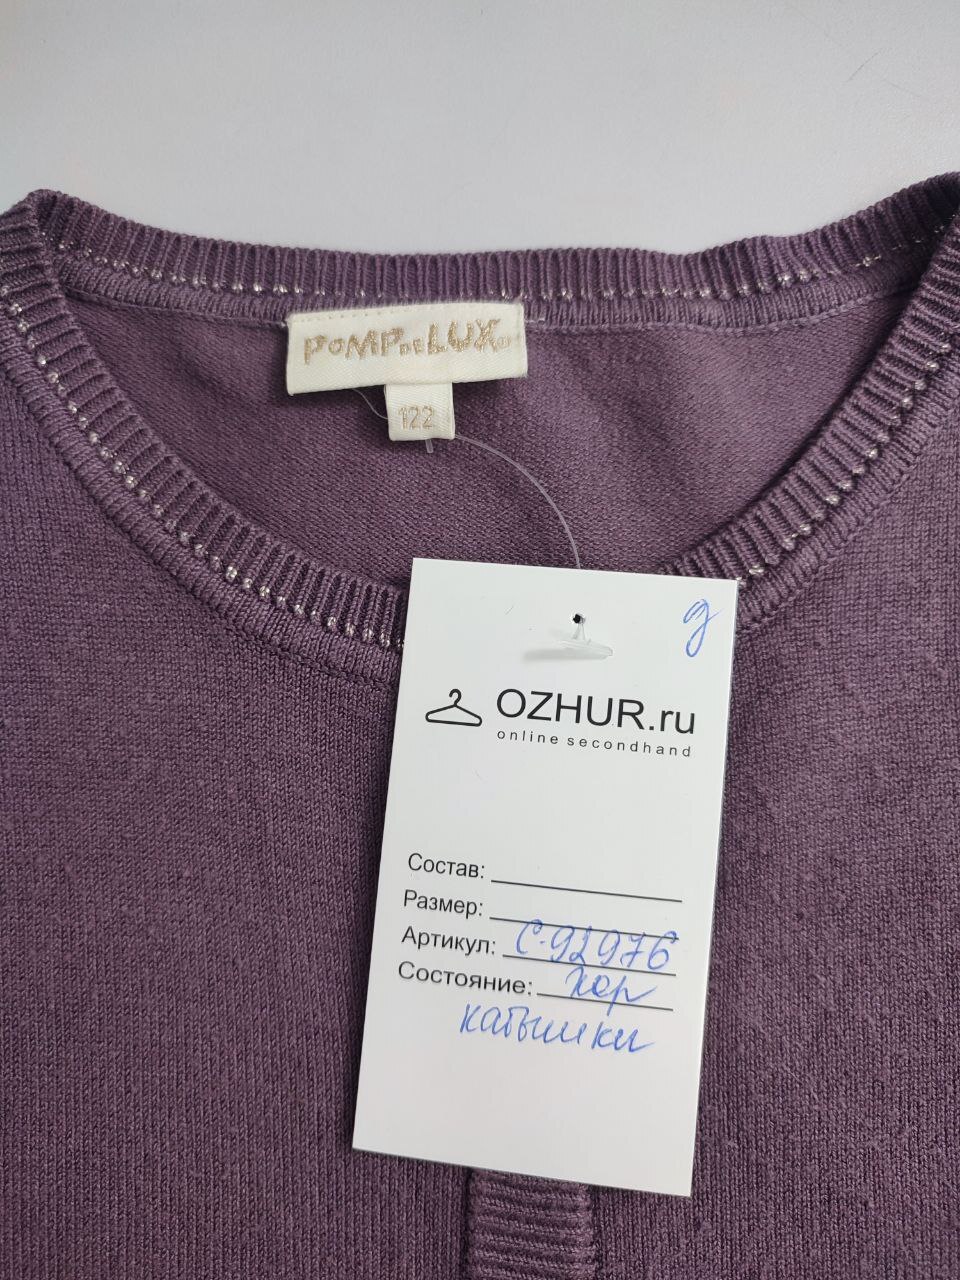 POMPDELUX
122
g
OZHUR.ru
online secondhand
Состав:
Размер:
Артикул: С-92976
Состояние: хор
катышки